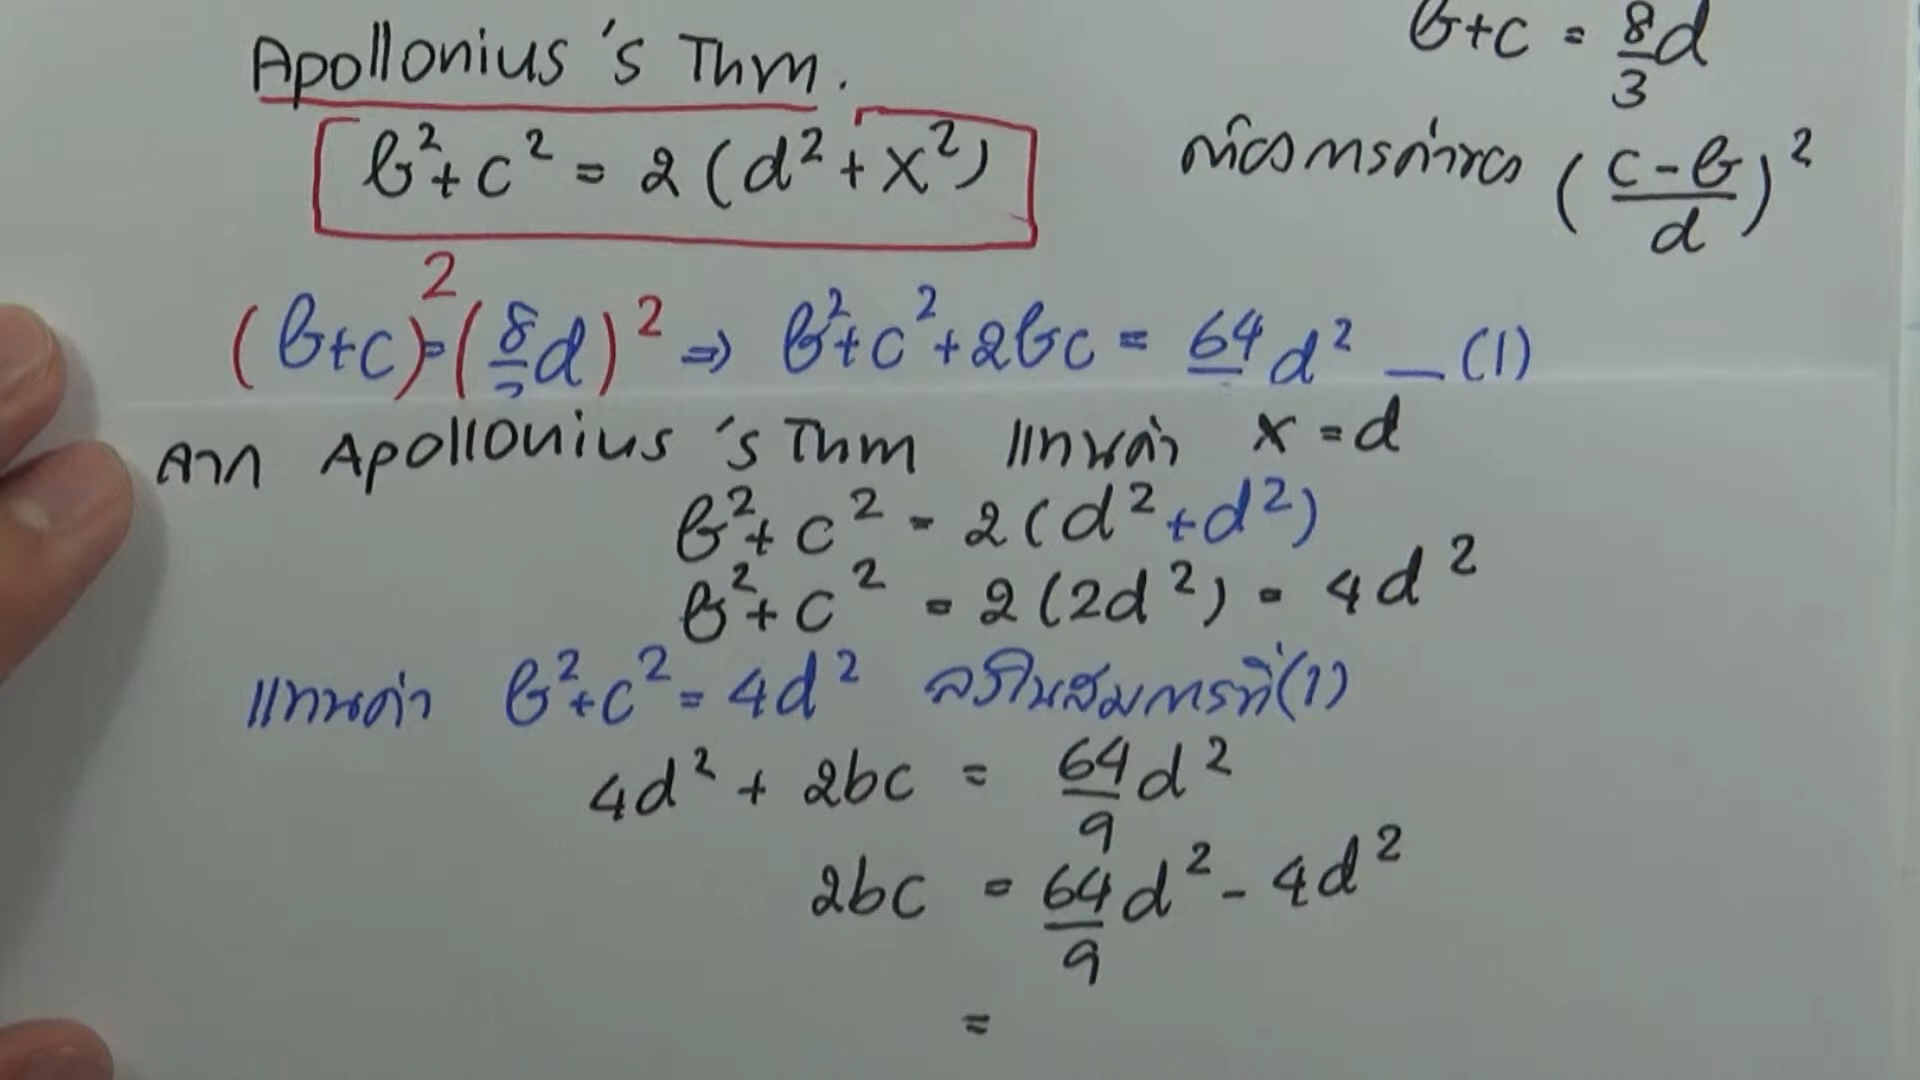 Apollonius's Thm.
b²+c² = 2(d²+x²)
b+c = 8/3 d
ต้องการค่าของ ((c-b)/d)²
(b+c)²=(8/ d)² ⇒ b²+c²+2bc = 64/ d² — (1)
จาก Apollonius's Thm แทนค่า x=d
b²+c² = 2(d²+d²)
b²+c² = 2(2d²) = 4d²
แทนค่า b²+c² = 4d² ลงในสมการที่(1)
4d² + 2bc = 64/9 d²
2bc = 64/9 d² - 4d²
=